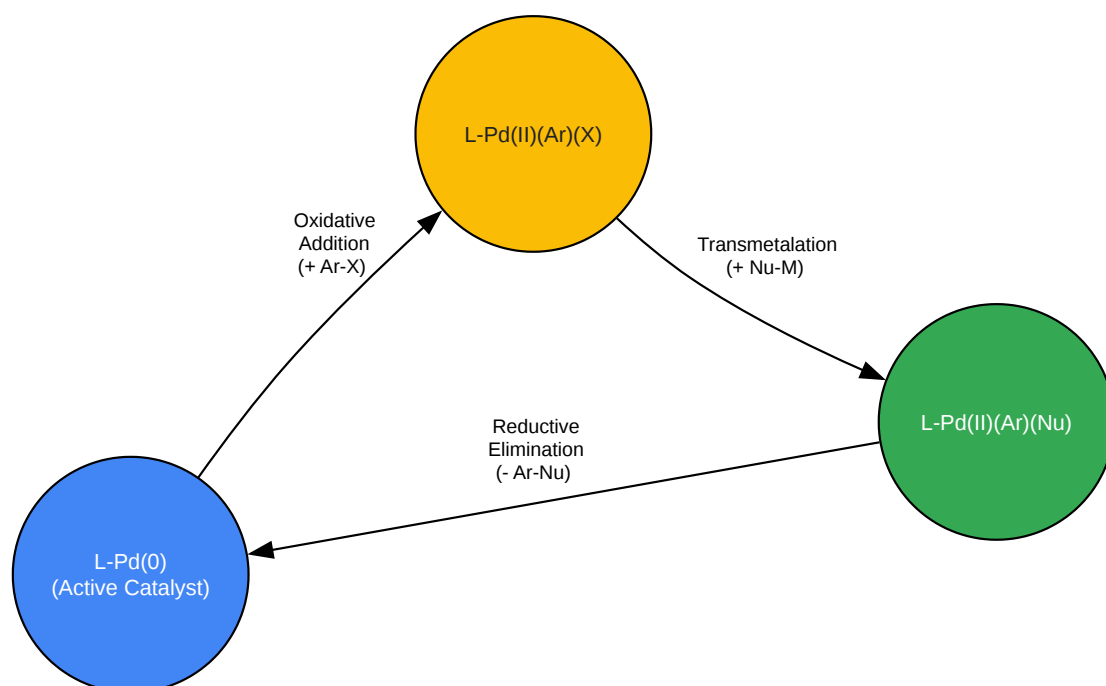 L-Pd(II)(Ar)(X)
Oxidative
Addition
(+ Ar-X)
Transmetalation
(+ Nu-M)
L-Pd(II)(Ar)(Nu)
Reductive
Elimination
(- Ar-Nu)
L-Pd(0)
(Active Catalyst)